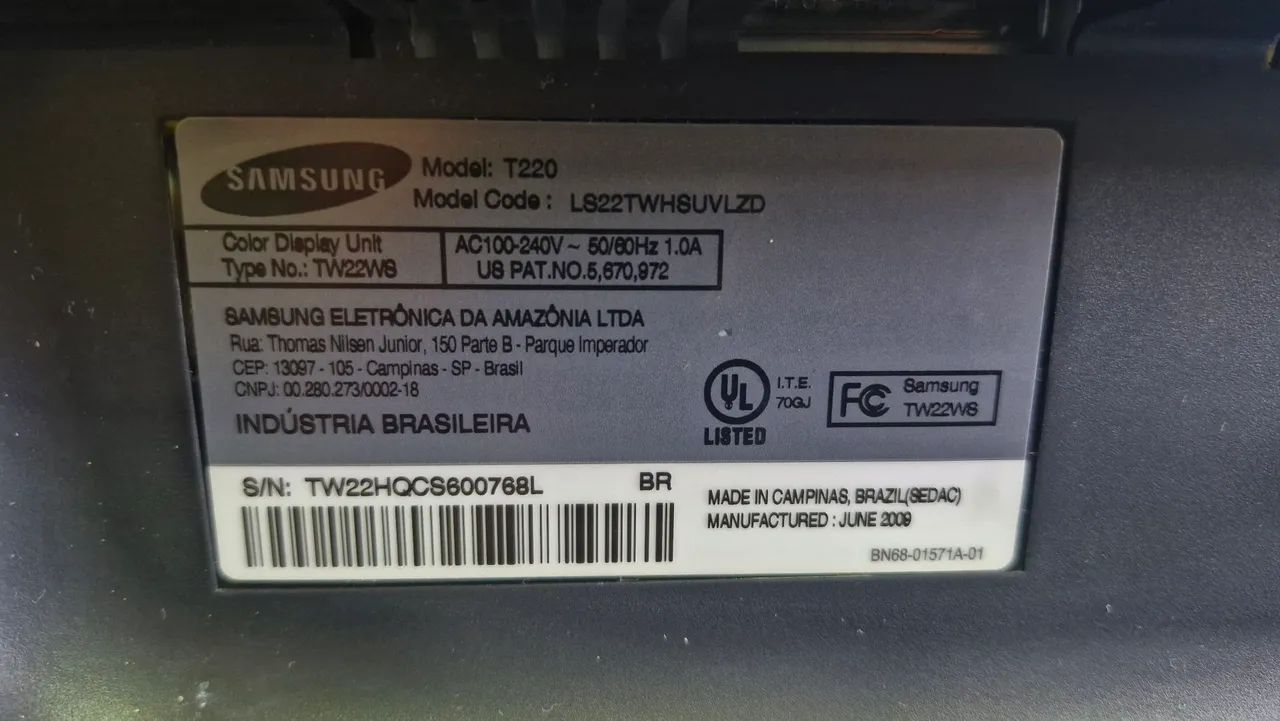 SAMSUNG
Model: T220
Model Code : LS22TWHSUVLZD
Color Display Unit
Type No.: TW22WS
AC100-240V ~ 50/60Hz 1.0A
US PAT.NO.5,670,972
SAMSUNG ELETRÔNICA DA AMAZÔNIA LTDA
Rua: Thomas Nilsen Junior, 150 Parte B - Parque Imperador
CEP: 13097 - 105 - Campinas - SP - Brasil
CNPJ: 00.280.273/0002-18
INDÚSTRIA BRASILEIRA
UL
LISTED
I.T.E.
70GJ
FC
Samsung
TW22WS
S/N: TW22HQCS600768L
BR
MADE IN CAMPINAS, BRAZIL(SEDAC)
MANUFACTURED : JUNE 2009
BN68-01571A-01